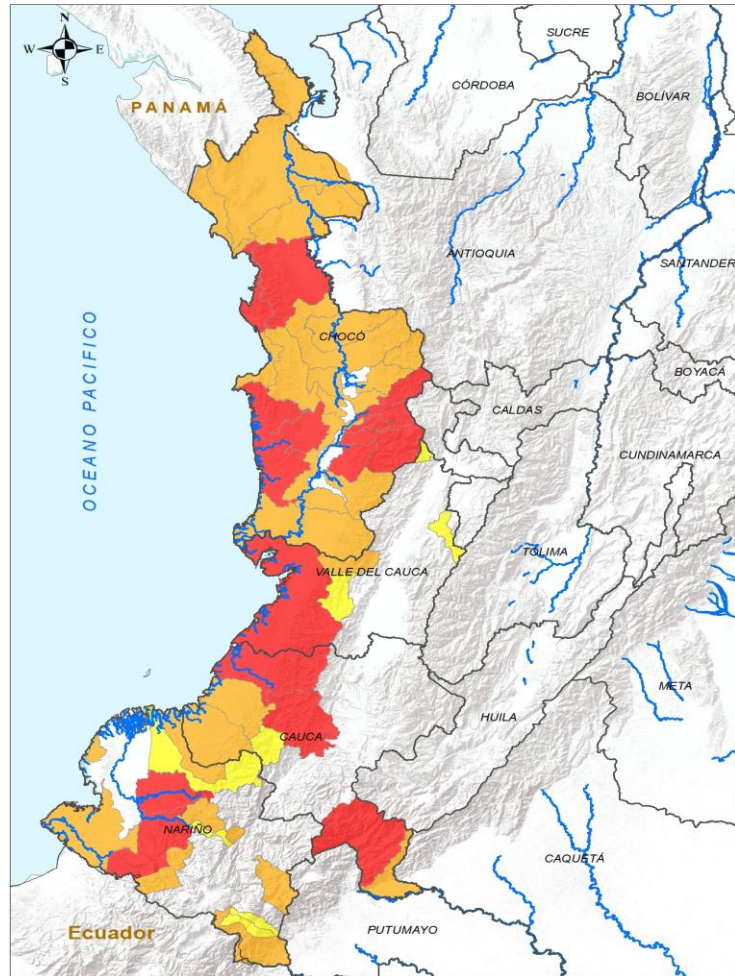 N
W E
S
SUCRE
CÓRDOBA
PANAMÁ
BOLÍVAR
ANTIOQUIA
SANTANDER
OCEANO PACIFICO
CHOCÓ
BOYACÁ
CALDAS
CUNDINAMARCA
TOLIMA
VALLE DEL CAUCA
META
HUILA
CAUCA
NARIÑO
CAQUETÁ
Ecuador
PUTUMAYO